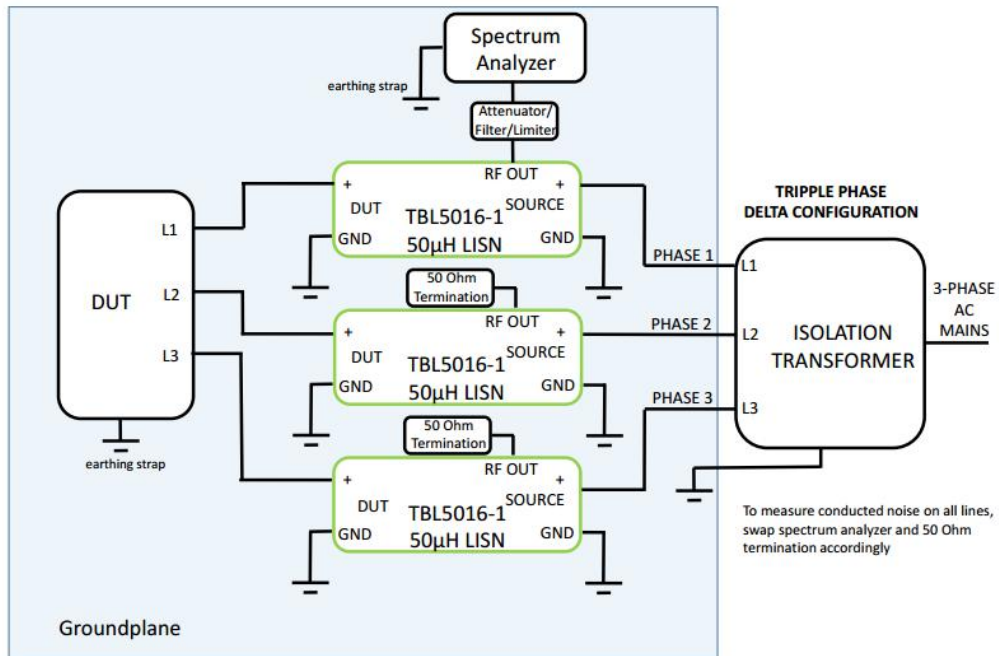 Spectrum
Analyzer
earthing strap
Attenuator/
Filter/Limiter
RF OUT
+
+
DUT
SOURCE
TBL5016-1
50µH LISN
GND
GND
TRIPPLE PHASE
DELTA CONFIGURATION
L1
L2
L3
DUT
earthing strap
PHASE 1
L1
50 Ohm
Termination
RF OUT
+
+
DUT
SOURCE
TBL5016-1
50µH LISN
GND
GND
PHASE 2
L2
ISOLATION
TRANSFORMER
3-PHASE
AC
MAINS
PHASE 3
L3
50 Ohm
Termination
RF OUT
+
+
DUT
SOURCE
TBL5016-1
50µH LISN
GND
GND
To measure conducted noise on all lines,
swap spectrum analyzer and 50 Ohm
termination accordingly
Groundplane